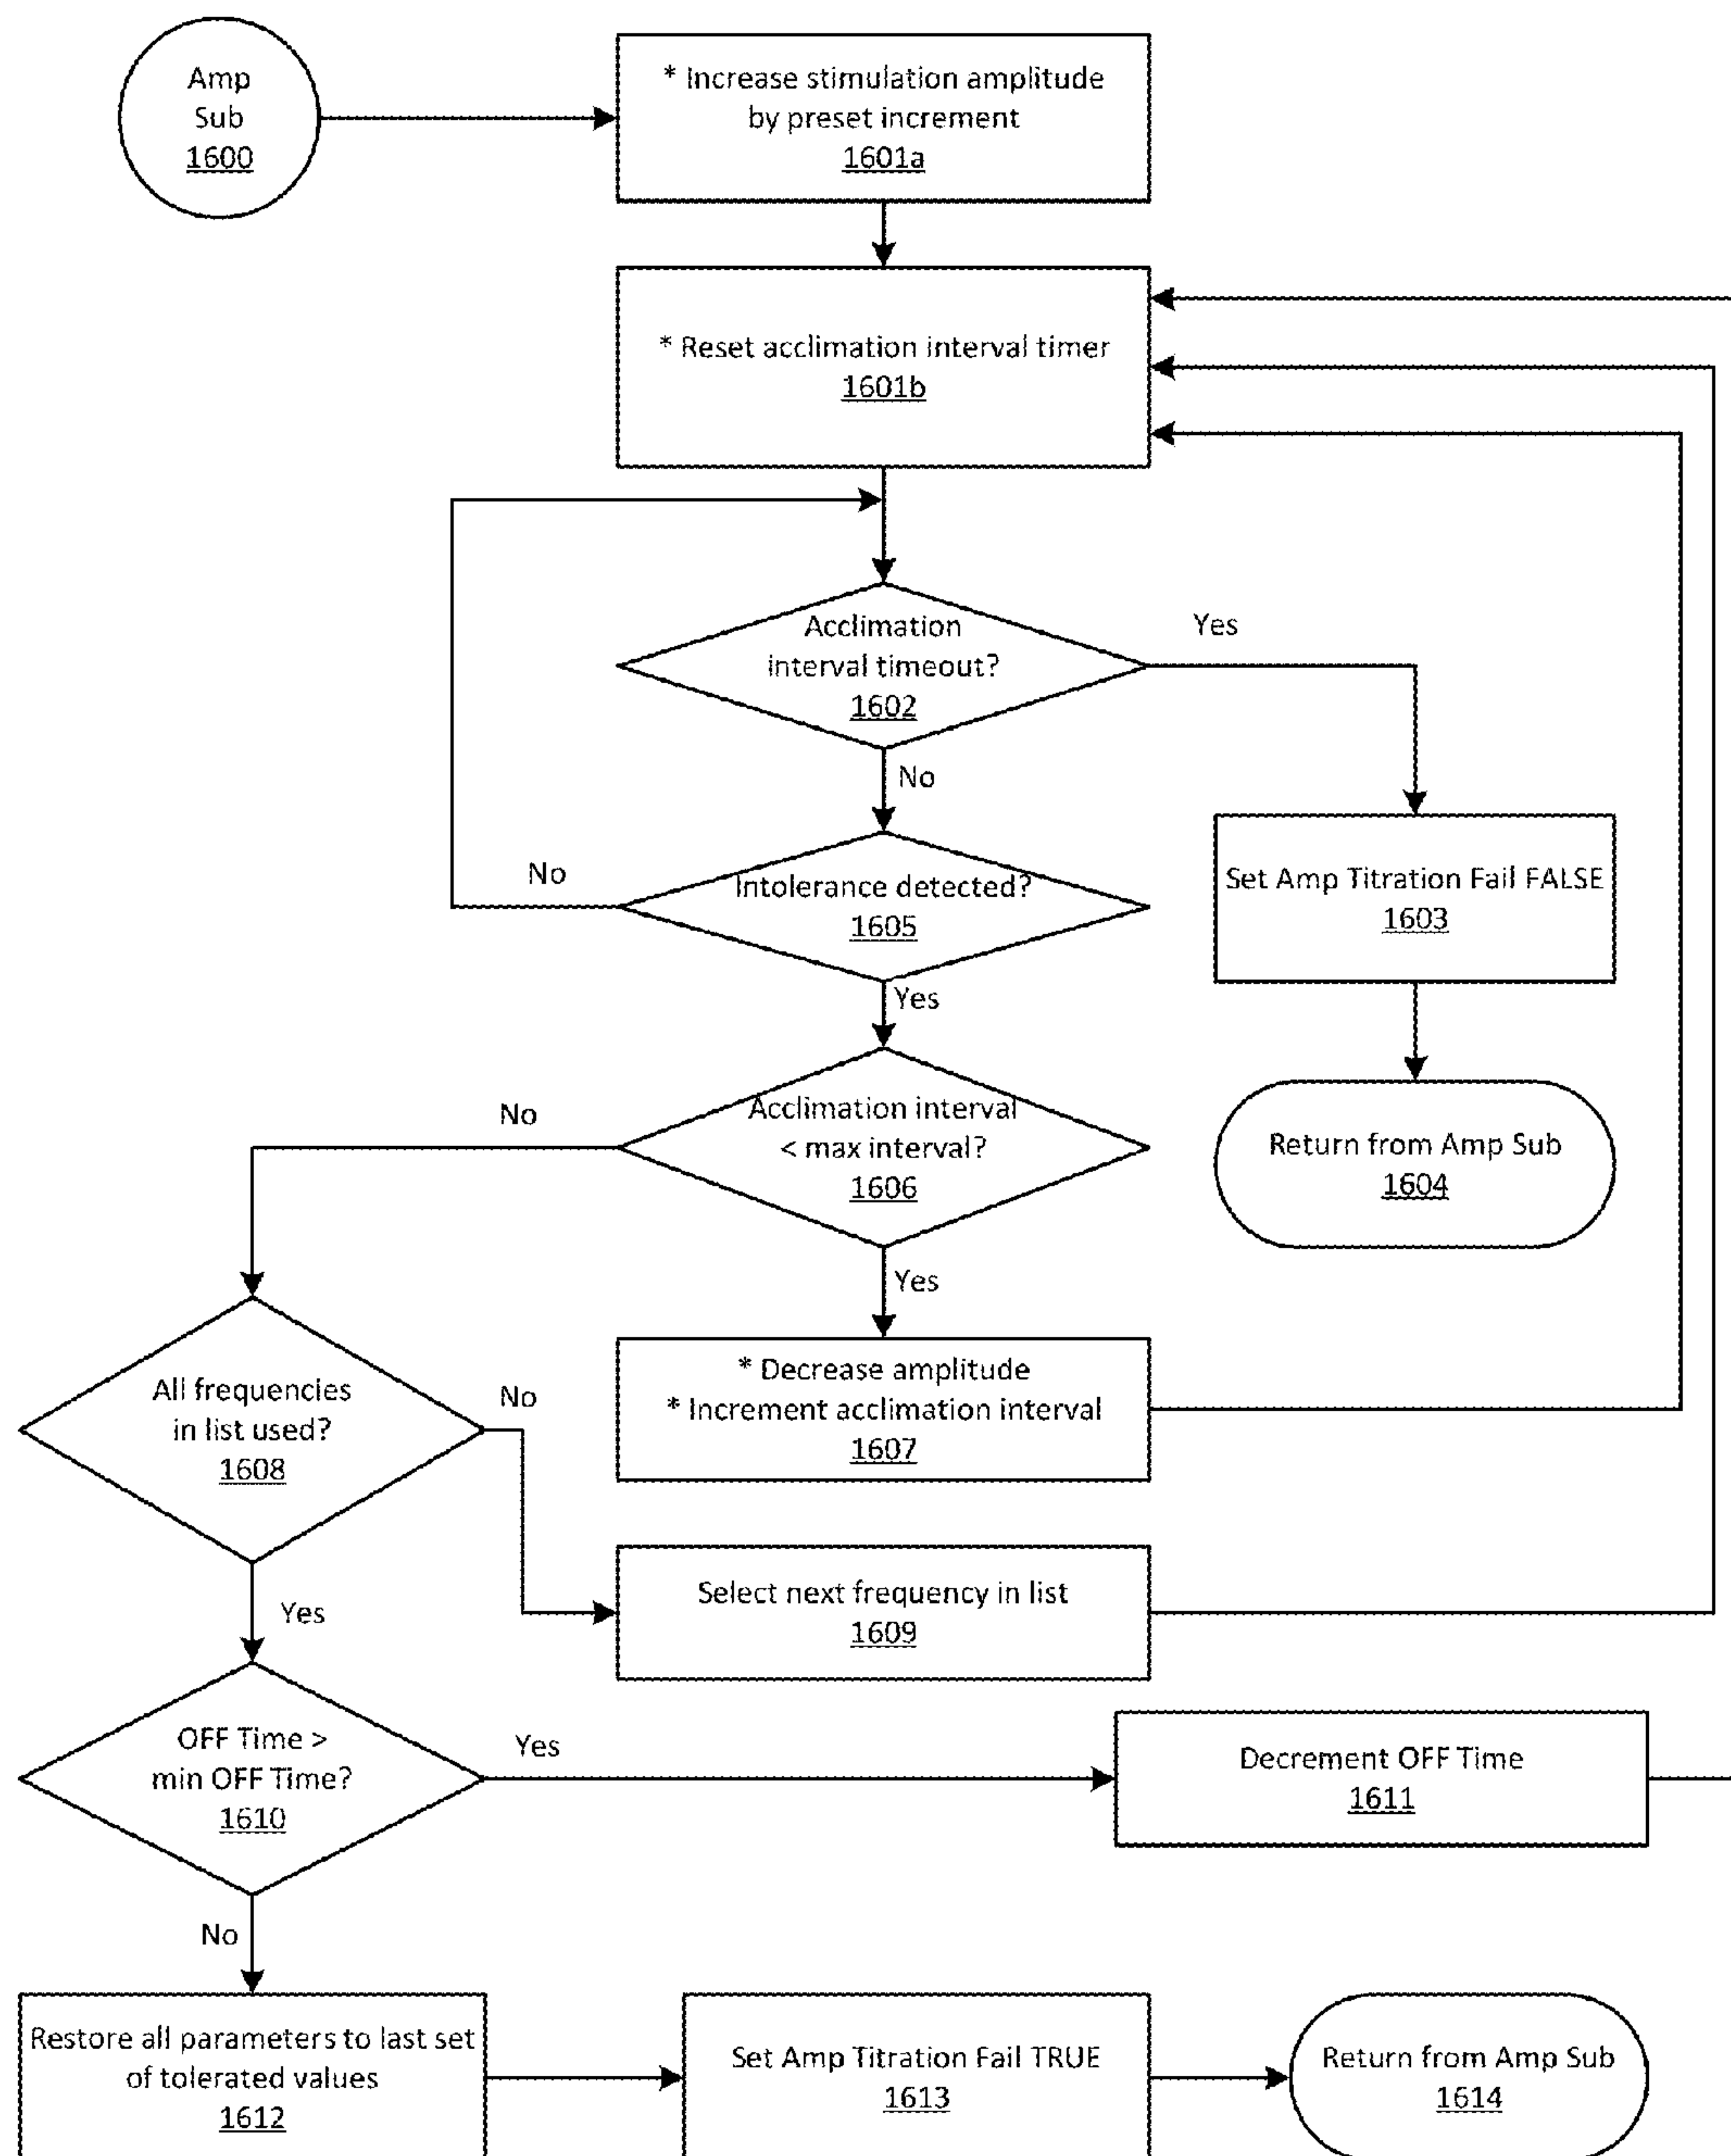 Amp
Sub
1600
* Increase stimulation amplitude
by preset increment
1601a
* Reset acclimation interval timer
1601b
Acclimation
interval timeout?
1602
Yes
No
Intolerance detected?
1605
No
Yes
Set Amp Titration Fail FALSE
1603
Return from Amp Sub
1604
Acclimation interval
< max interval?
1606
No
Yes
* Decrease amplitude
* Increment acclimation interval
1607
All frequencies
in list used?
1608
No
Yes
Select next frequency in list
1609
OFF Time >
min OFF Time?
1610
Yes
No
Decrement OFF Time
1611
Restore all parameters to last set
of tolerated values
1612
Set Amp Titration Fail TRUE
1613
Return from Amp Sub
1614